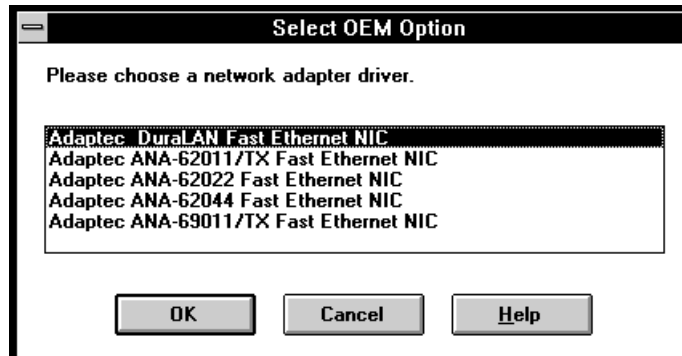 Select OEM Option
Please choose a network adapter driver.
Adaptec  DuraLAN Fast Ethernet NIC
Adaptec ANA-62011/TX Fast Ethernet NIC
Adaptec ANA-62022 Fast Ethernet NIC
Adaptec ANA-62044 Fast Ethernet NIC
Adaptec ANA-69011/TX Fast Ethernet NIC
OK Cancel Help